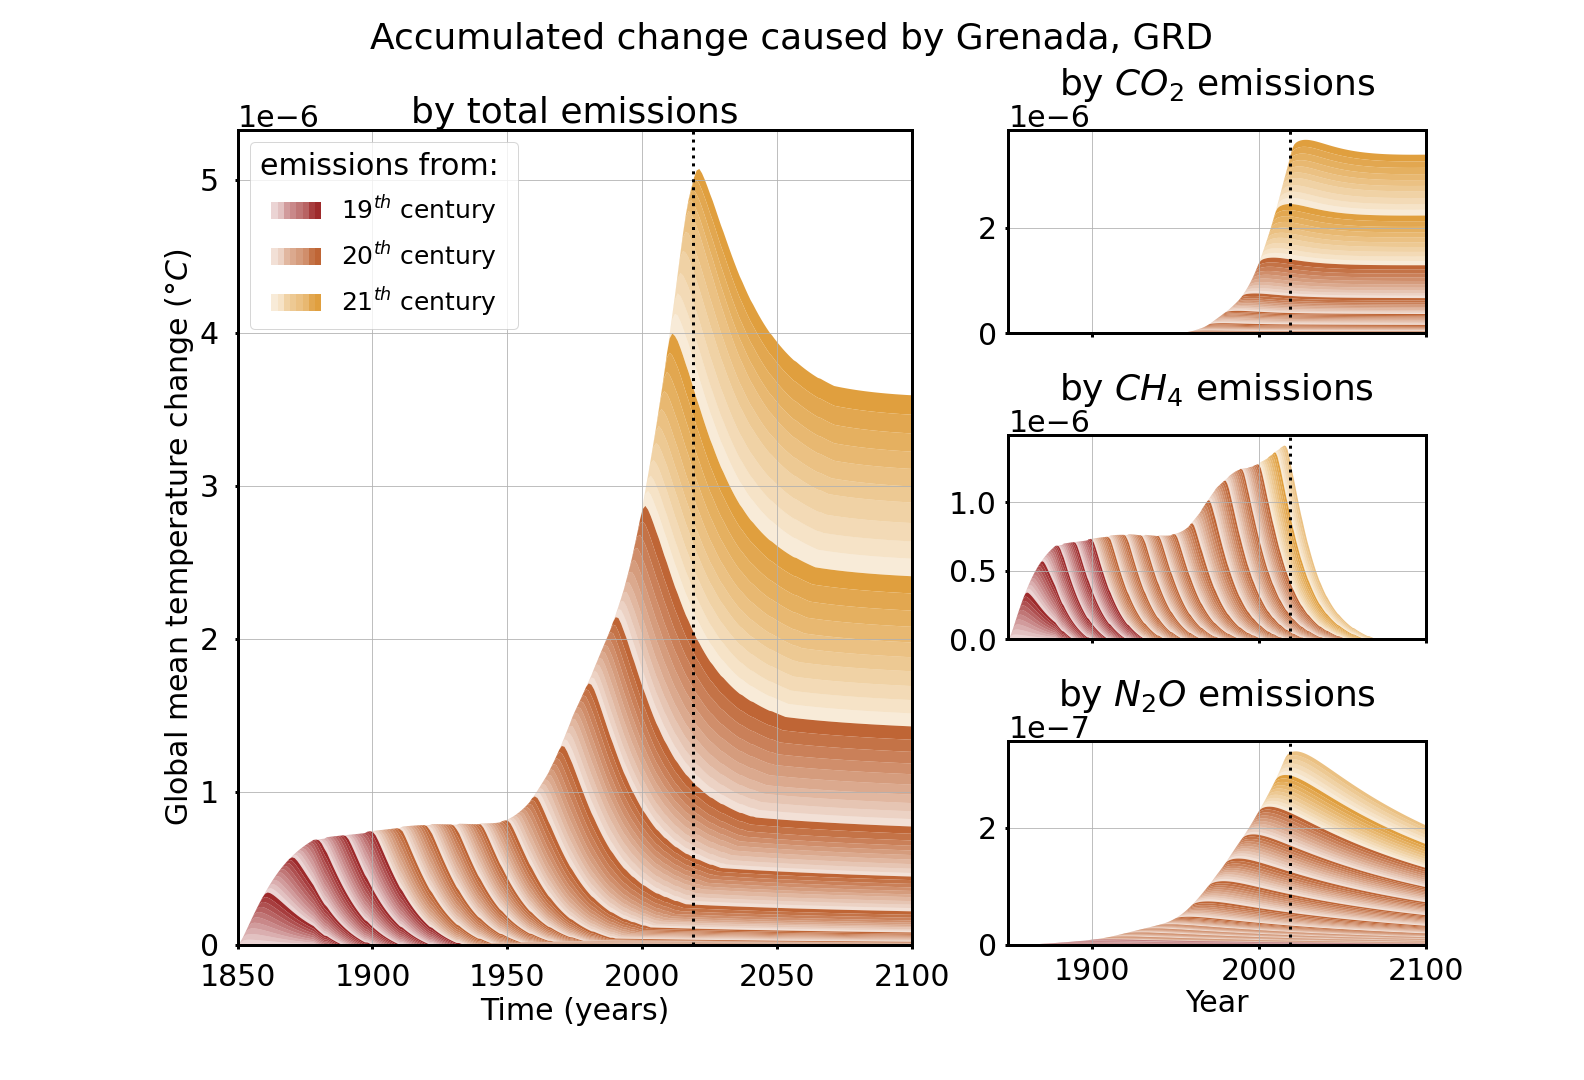 Accumulated change caused by Grenada, GRD
by total emissions
1e−6
Global mean temperature change (°C)
5
4
3
2
1
0
emissions from:
19th century
20th century
21th century
1850 1900 1950 2000 2050 2100
Time (years)
by CO2 emissions
1e−6
2
0
by CH4 emissions
1e−6
1.0
0.5
0.0
by N2O emissions
1e−7
2
0
1900 2000 2100
Year